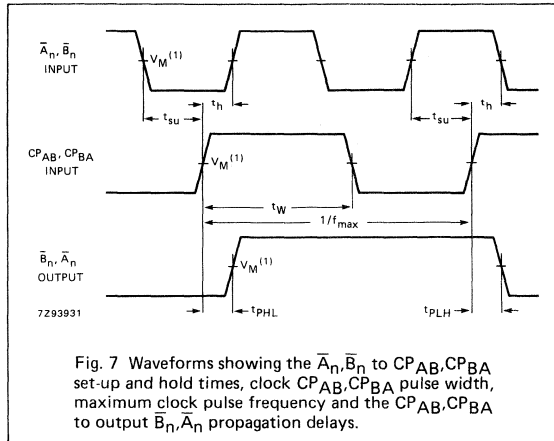 A̅n, B̅n
INPUT
VM(1)
th
th
tsu
tsu
CPAB, CPBA
INPUT
VM(1)
tW
1/fmax
B̅n, A̅n
OUTPUT
VM(1)
7Z93931
tPHL
tPLH
Fig. 7 Waveforms showing the A̅n,B̅n to CPAB,CPBA
set-up and hold times, clock CPAB,CPBA pulse width,
maximum clock pulse frequency and the CPAB,CPBA
to output B̅n,A̅n propagation delays.